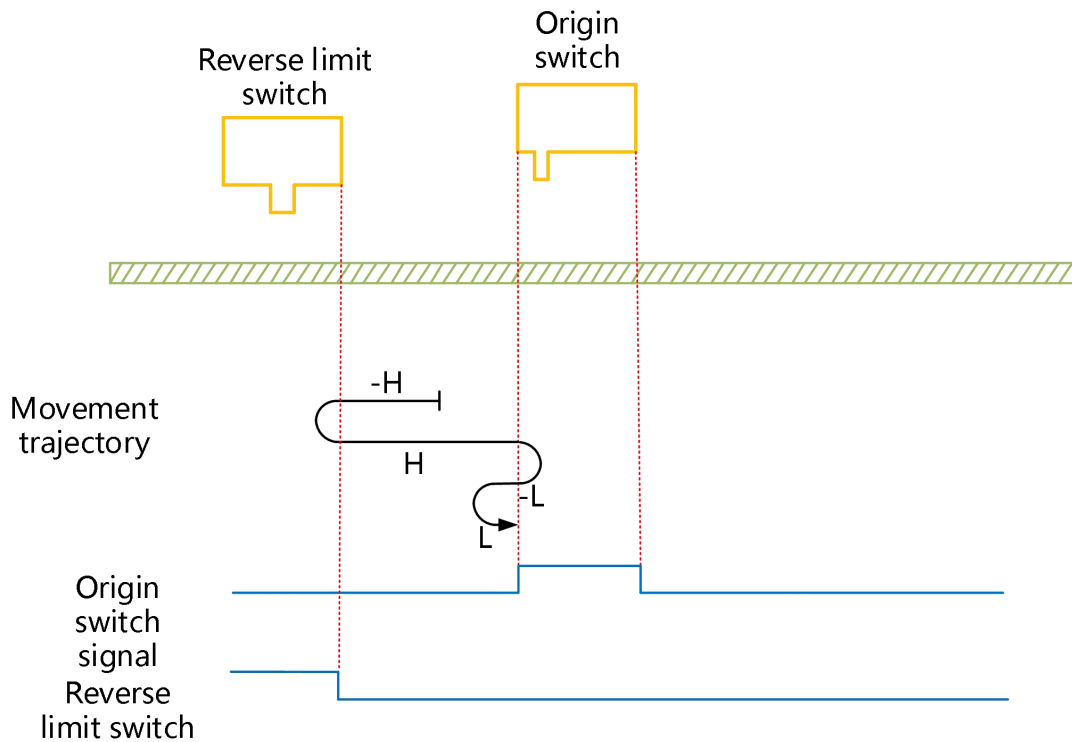 Origin
switch
Reverse limit
switch
-H
Movement
trajectory
H
-L
L
Origin
switch
signal
Reverse
limit switch